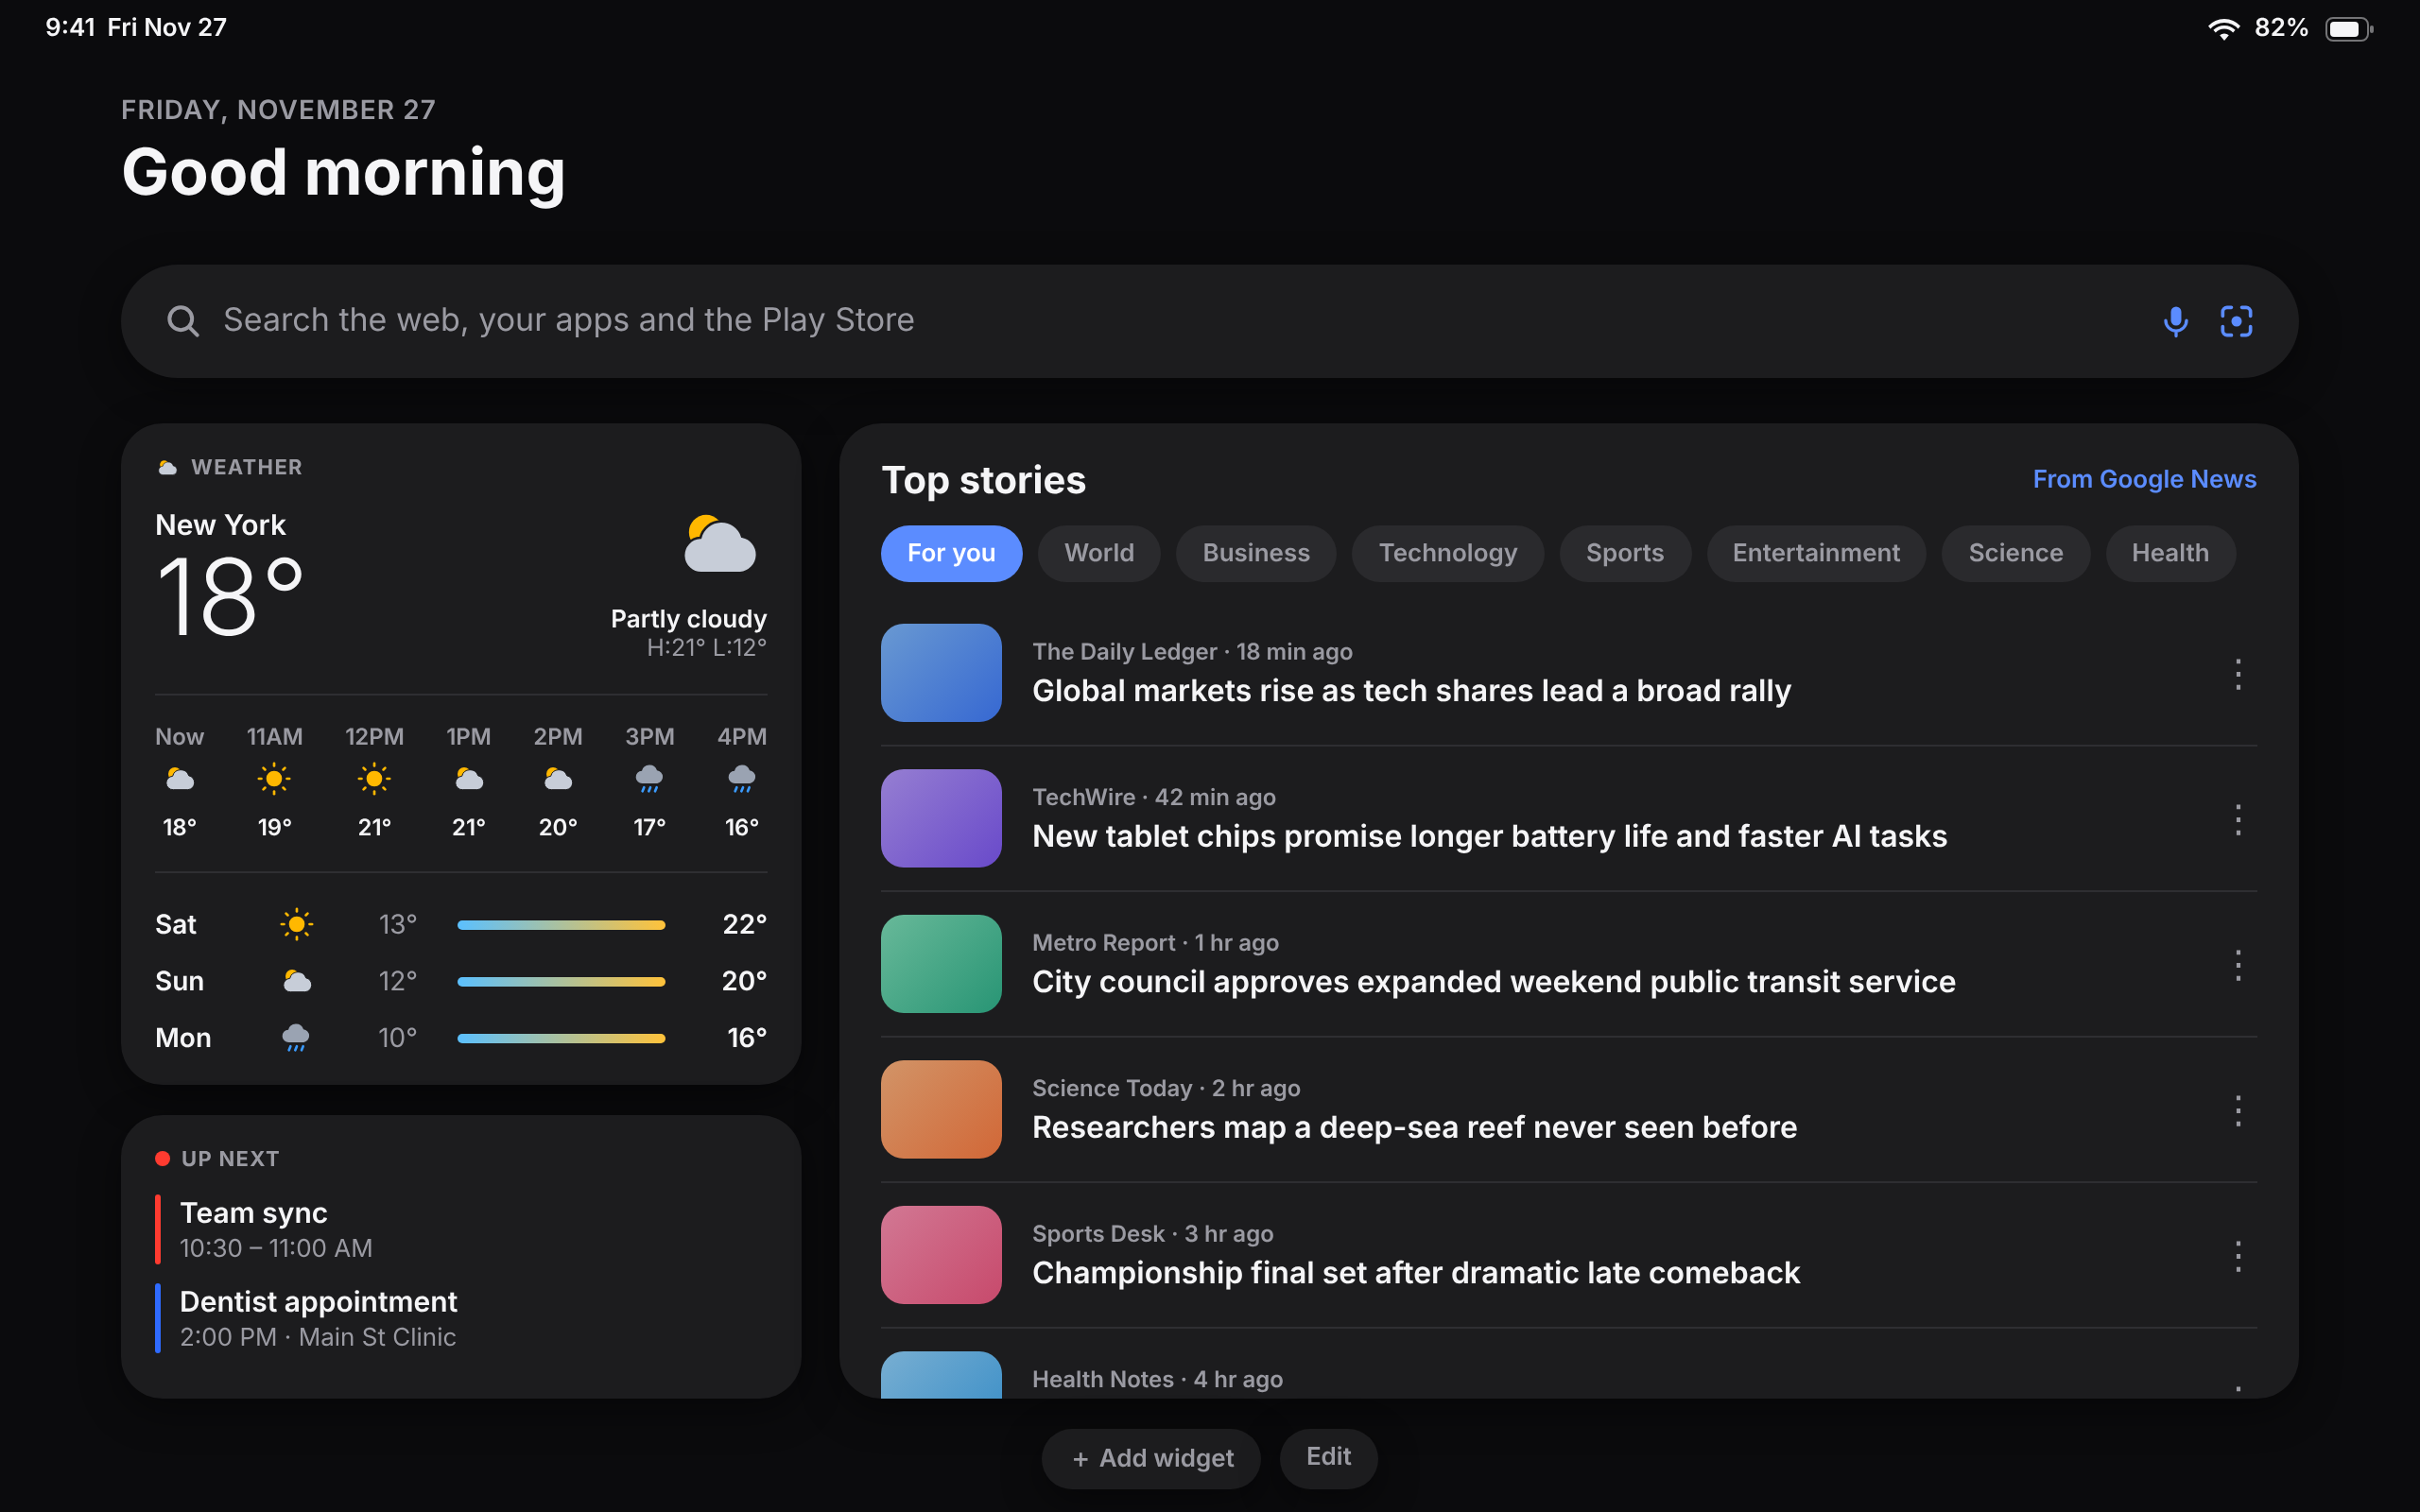 9:41 Fri Nov 27
82%
FRIDAY, NOVEMBER 27
Good morning
Search the web, your apps and the Play Store
WEATHER
New York
18°
Partly cloudy
H:21° L:12°
Now 11AM 12PM 1PM 2PM 3PM 4PM
18° 19° 21° 21° 20° 17° 16°
Sat 13° 22°
Sun 12° 20°
Mon 10° 16°
UP NEXT
Team sync
10:30 – 11:00 AM
Dentist appointment
2:00 PM · Main St Clinic
Top stories
From Google News
For you World Business Technology Sports Entertainment Science Health
The Daily Ledger · 18 min ago
Global markets rise as tech shares lead a broad rally
TechWire · 42 min ago
New tablet chips promise longer battery life and faster AI tasks
Metro Report · 1 hr ago
City council approves expanded weekend public transit service
Science Today · 2 hr ago
Researchers map a deep-sea reef never seen before
Sports Desk · 3 hr ago
Championship final set after dramatic late comeback
Health Notes · 4 hr ago
+ Add widget
Edit